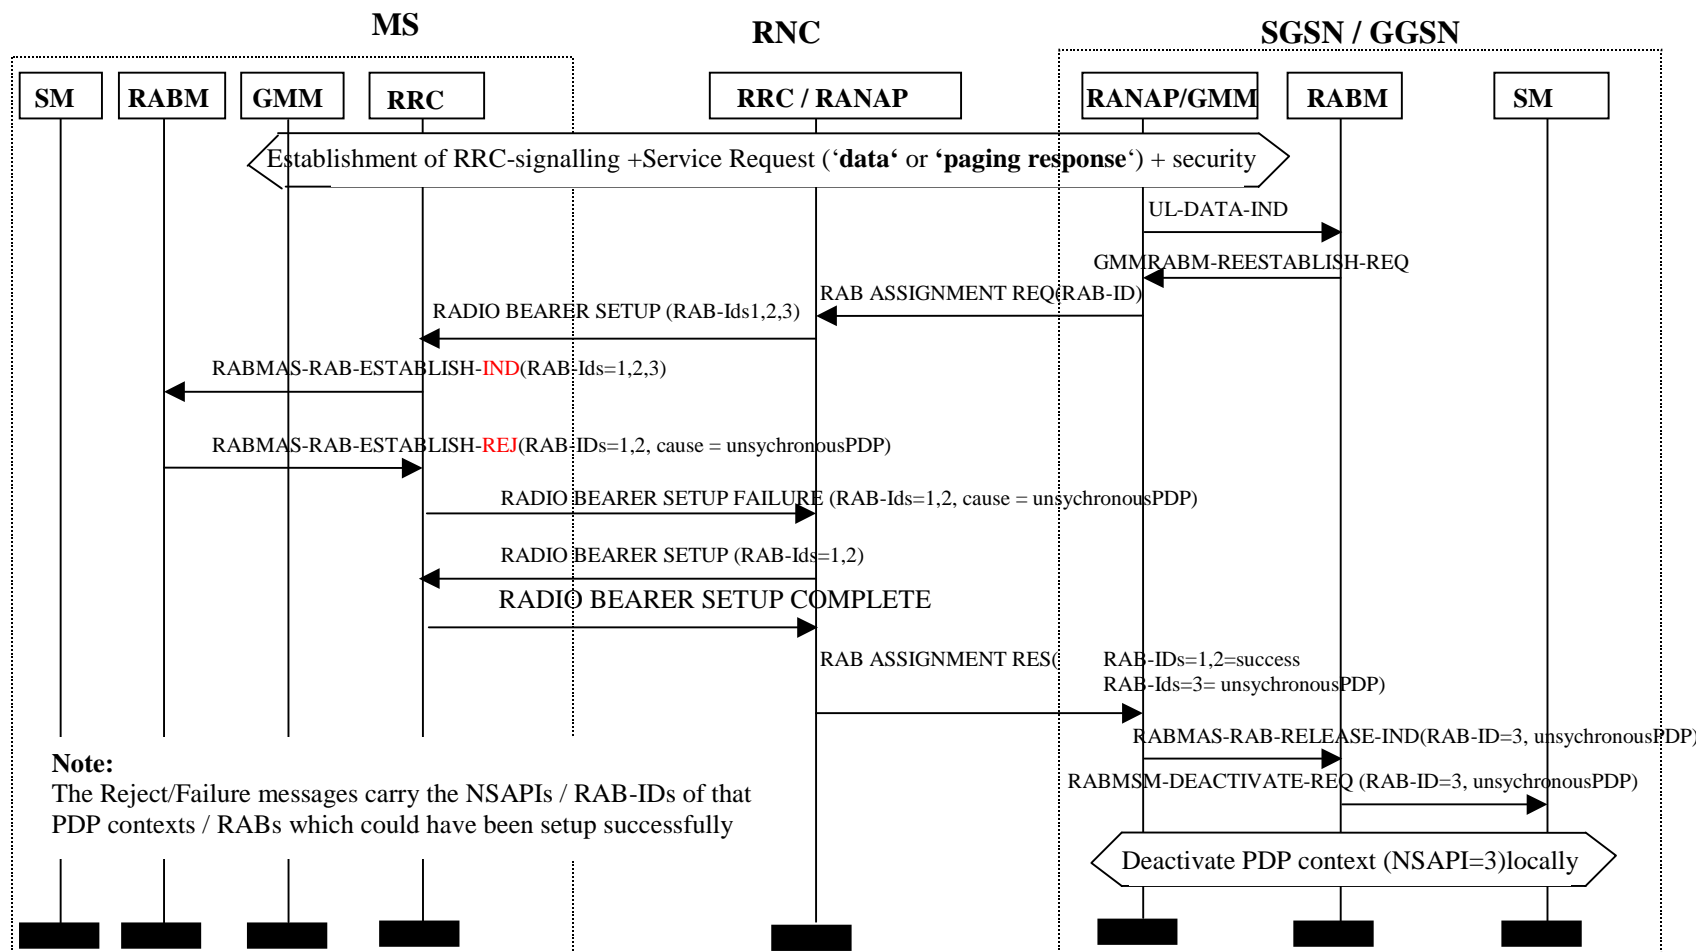 MS
RNC
SGSN / GGSN
SM
RABM
GMM
RRC
RRC / RANAP
RANAP/GMM
RABM
SM
Establishment of RRC-signalling +Service Request (‘data‘ or ‘paging response‘) + security
UL-DATA-IND
GMMRABM-REESTABLISH-REQ
RAB ASSIGNMENT REQ(RAB-ID)
RADIO BEARER SETUP (RAB-Ids1,2,3)
RABMAS-RAB-ESTABLISH-IND(RAB-Ids=1,2,3)
RABMAS-RAB-ESTABLISH-REJ(RAB-IDs=1,2, cause = unsychronousPDP)
RADIO BEARER SETUP FAILURE (RAB-Ids=1,2, cause = unsychronousPDP)
RADIO BEARER SETUP (RAB-Ids=1,2)
RADIO BEARER SETUP COMPLETE
RAB ASSIGNMENT RES( RAB-IDs=1,2=success
RAB-Ids=3= unsychronousPDP)
RABMAS-RAB-RELEASE-IND(RAB-ID=3, unsychronousPDP)
RABMSM-DEACTIVATE-REQ (RAB-ID=3, unsychronousPDP)
Note:
The Reject/Failure messages carry the NSAPIs / RAB-IDs of that
PDP contexts / RABs which could have been setup successfully
Deactivate PDP context (NSAPI=3)locally